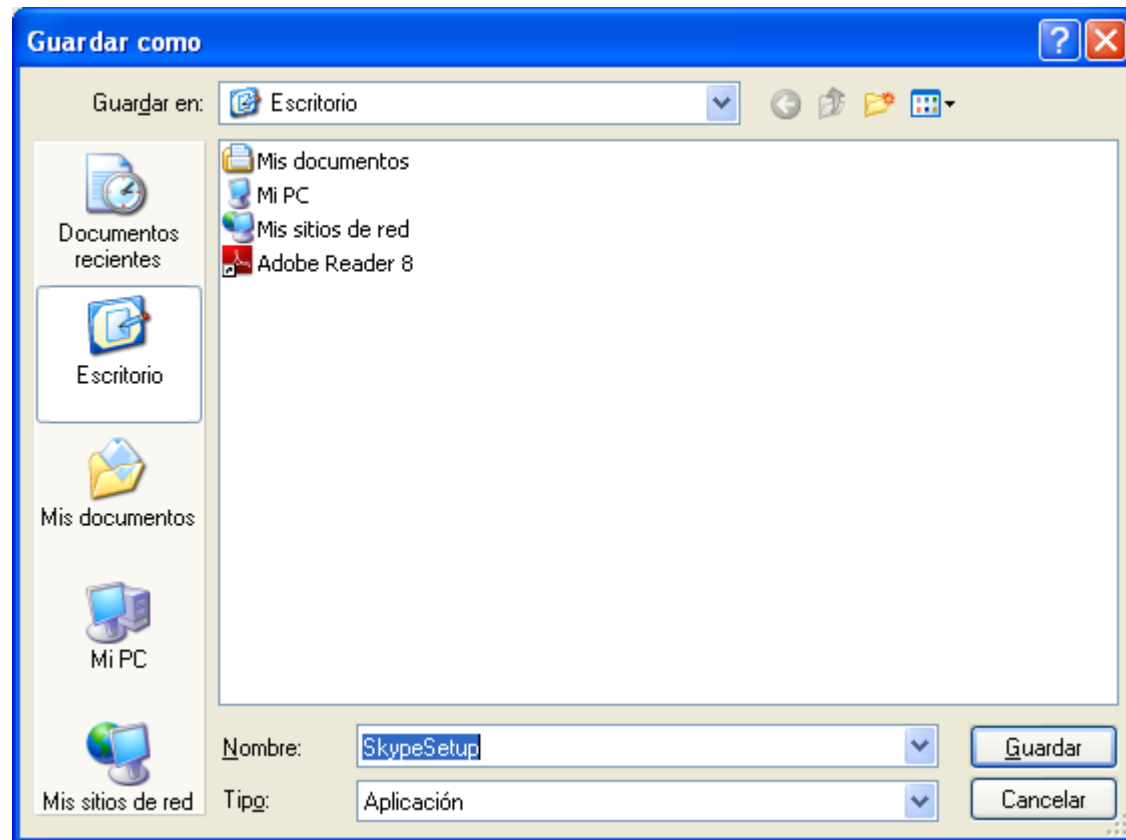 Guardar como
Guardar en:
Escritorio
Documentos
recientes
Escritorio
Mis documentos
Mi PC
Mis sitios de red
Mis documentos
Mi PC
Mis sitios de red
Adobe Reader 8
Nombre:
SkypeSetup
Guardar
Tipo:
Aplicación
Cancelar